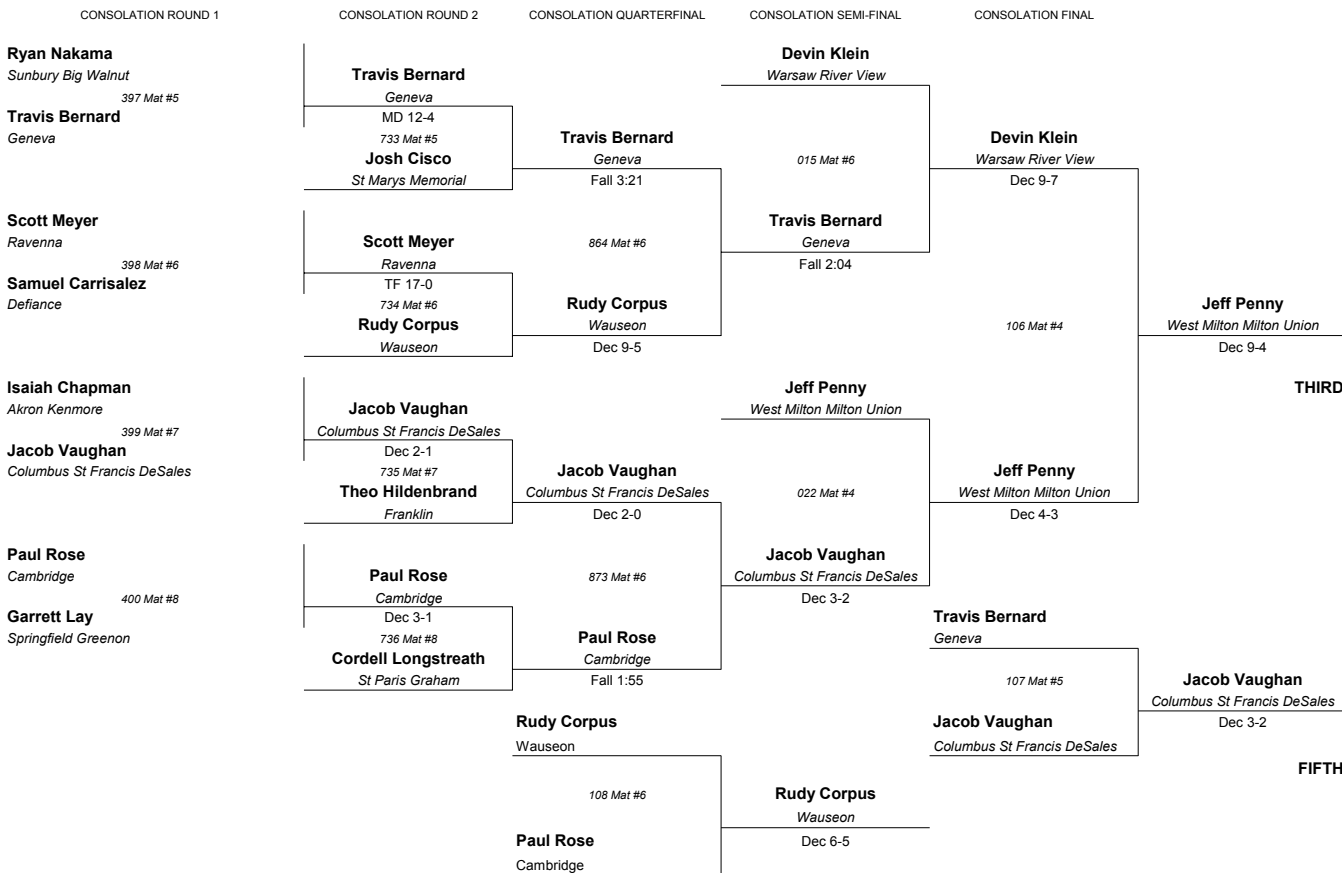 CONSOLATION ROUND 1
CONSOLATION ROUND 2
CONSOLATION QUARTERFINAL
CONSOLATION SEMI-FINAL
CONSOLATION FINAL
Ryan Nakama
Sunbury Big Walnut
397 Mat #5
Travis Bernard
Geneva
Scott Meyer
Ravenna
398 Mat #6
Samuel Carrisalez
Defiance
Isaiah Chapman
Akron Kenmore
399 Mat #7
Jacob Vaughan
Columbus St Francis DeSales
Paul Rose
Cambridge
400 Mat #8
Garrett Lay
Springfield Greenon
Travis Bernard
Geneva
MD 12-4
733 Mat #5
Josh Cisco
St Marys Memorial
Scott Meyer
Ravenna
TF 17-0
734 Mat #6
Rudy Corpus
Wauseon
Jacob Vaughan
Columbus St Francis DeSales
Dec 2-1
735 Mat #7
Theo Hildenbrand
Franklin
Paul Rose
Cambridge
Dec 3-1
736 Mat #8
Cordell Longstreath
St Paris Graham
Travis Bernard
Geneva
Fall 3:21
864 Mat #6
Rudy Corpus
Wauseon
Dec 9-5
Jacob Vaughan
Columbus St Francis DeSales
Dec 2-0
873 Mat #6
Paul Rose
Cambridge
Fall 1:55
Rudy Corpus
Wauseon
108 Mat #6
Paul Rose
Cambridge
Devin Klein
Warsaw River View
015 Mat #6
Travis Bernard
Geneva
Fall 2:04
Jeff Penny
West Milton Milton Union
022 Mat #4
Jacob Vaughan
Columbus St Francis DeSales
Dec 3-2
Rudy Corpus
Wauseon
Dec 6-5
Devin Klein
Warsaw River View
Dec 9-7
106 Mat #4
Jeff Penny
West Milton Milton Union
Dec 4-3
Travis Bernard
Geneva
107 Mat #5
Jacob Vaughan
Columbus St Francis DeSales
Jeff Penny
West Milton Milton Union
Dec 9-4
THIRD
Jacob Vaughan
Columbus St Francis DeSales
Dec 3-2
FIFTH